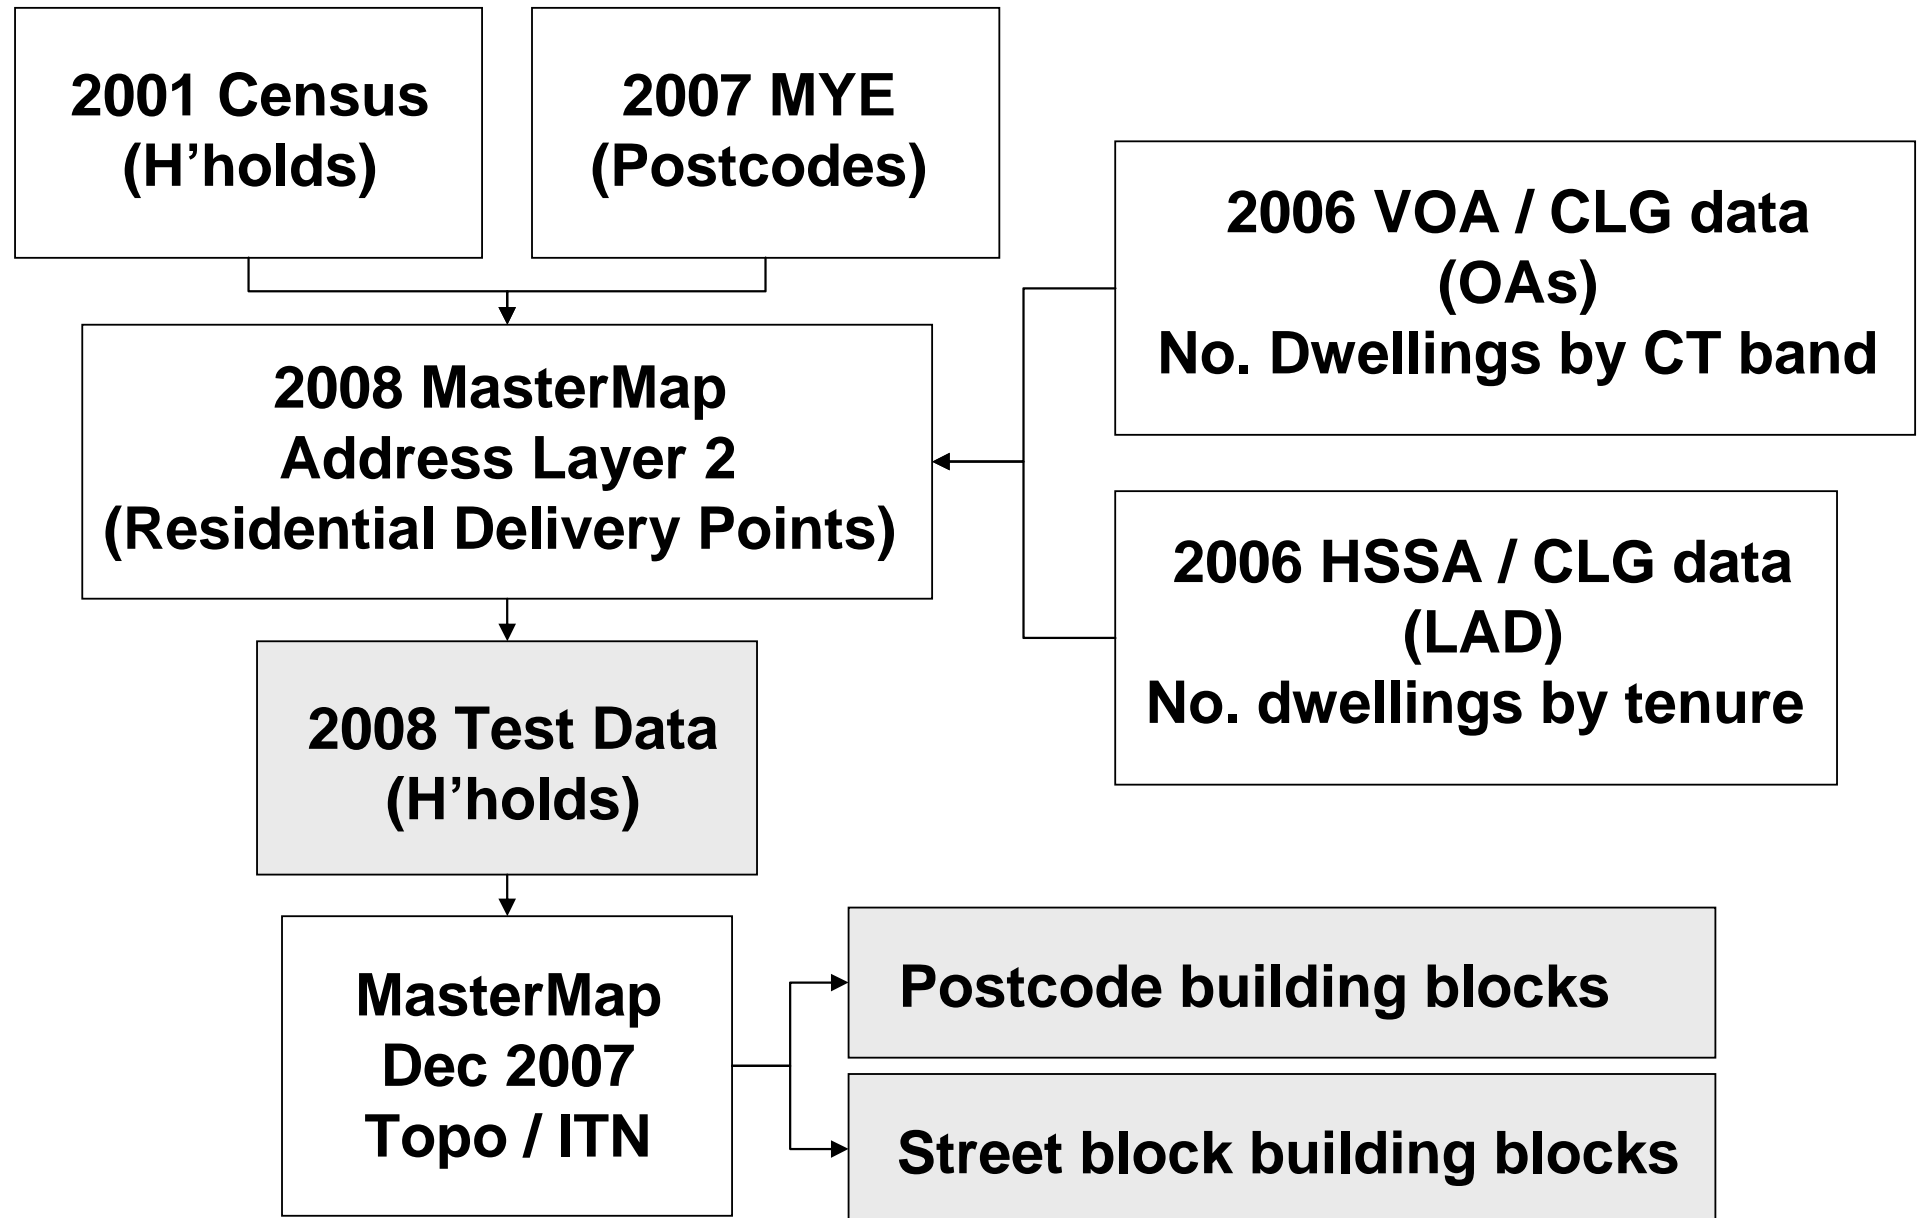 2001 Census
(H’holds)
2007 MYE
(Postcodes)
2006 VOA / CLG data
(OAs)
No. Dwellings by CT band
2008 MasterMap
Address Layer 2
(Residential Delivery Points)
2006 HSSA / CLG data
(LAD)
No. dwellings by tenure
2008 Test Data
(H’holds)
MasterMap
Dec 2007
Topo / ITN
Postcode building blocks
Street block building blocks